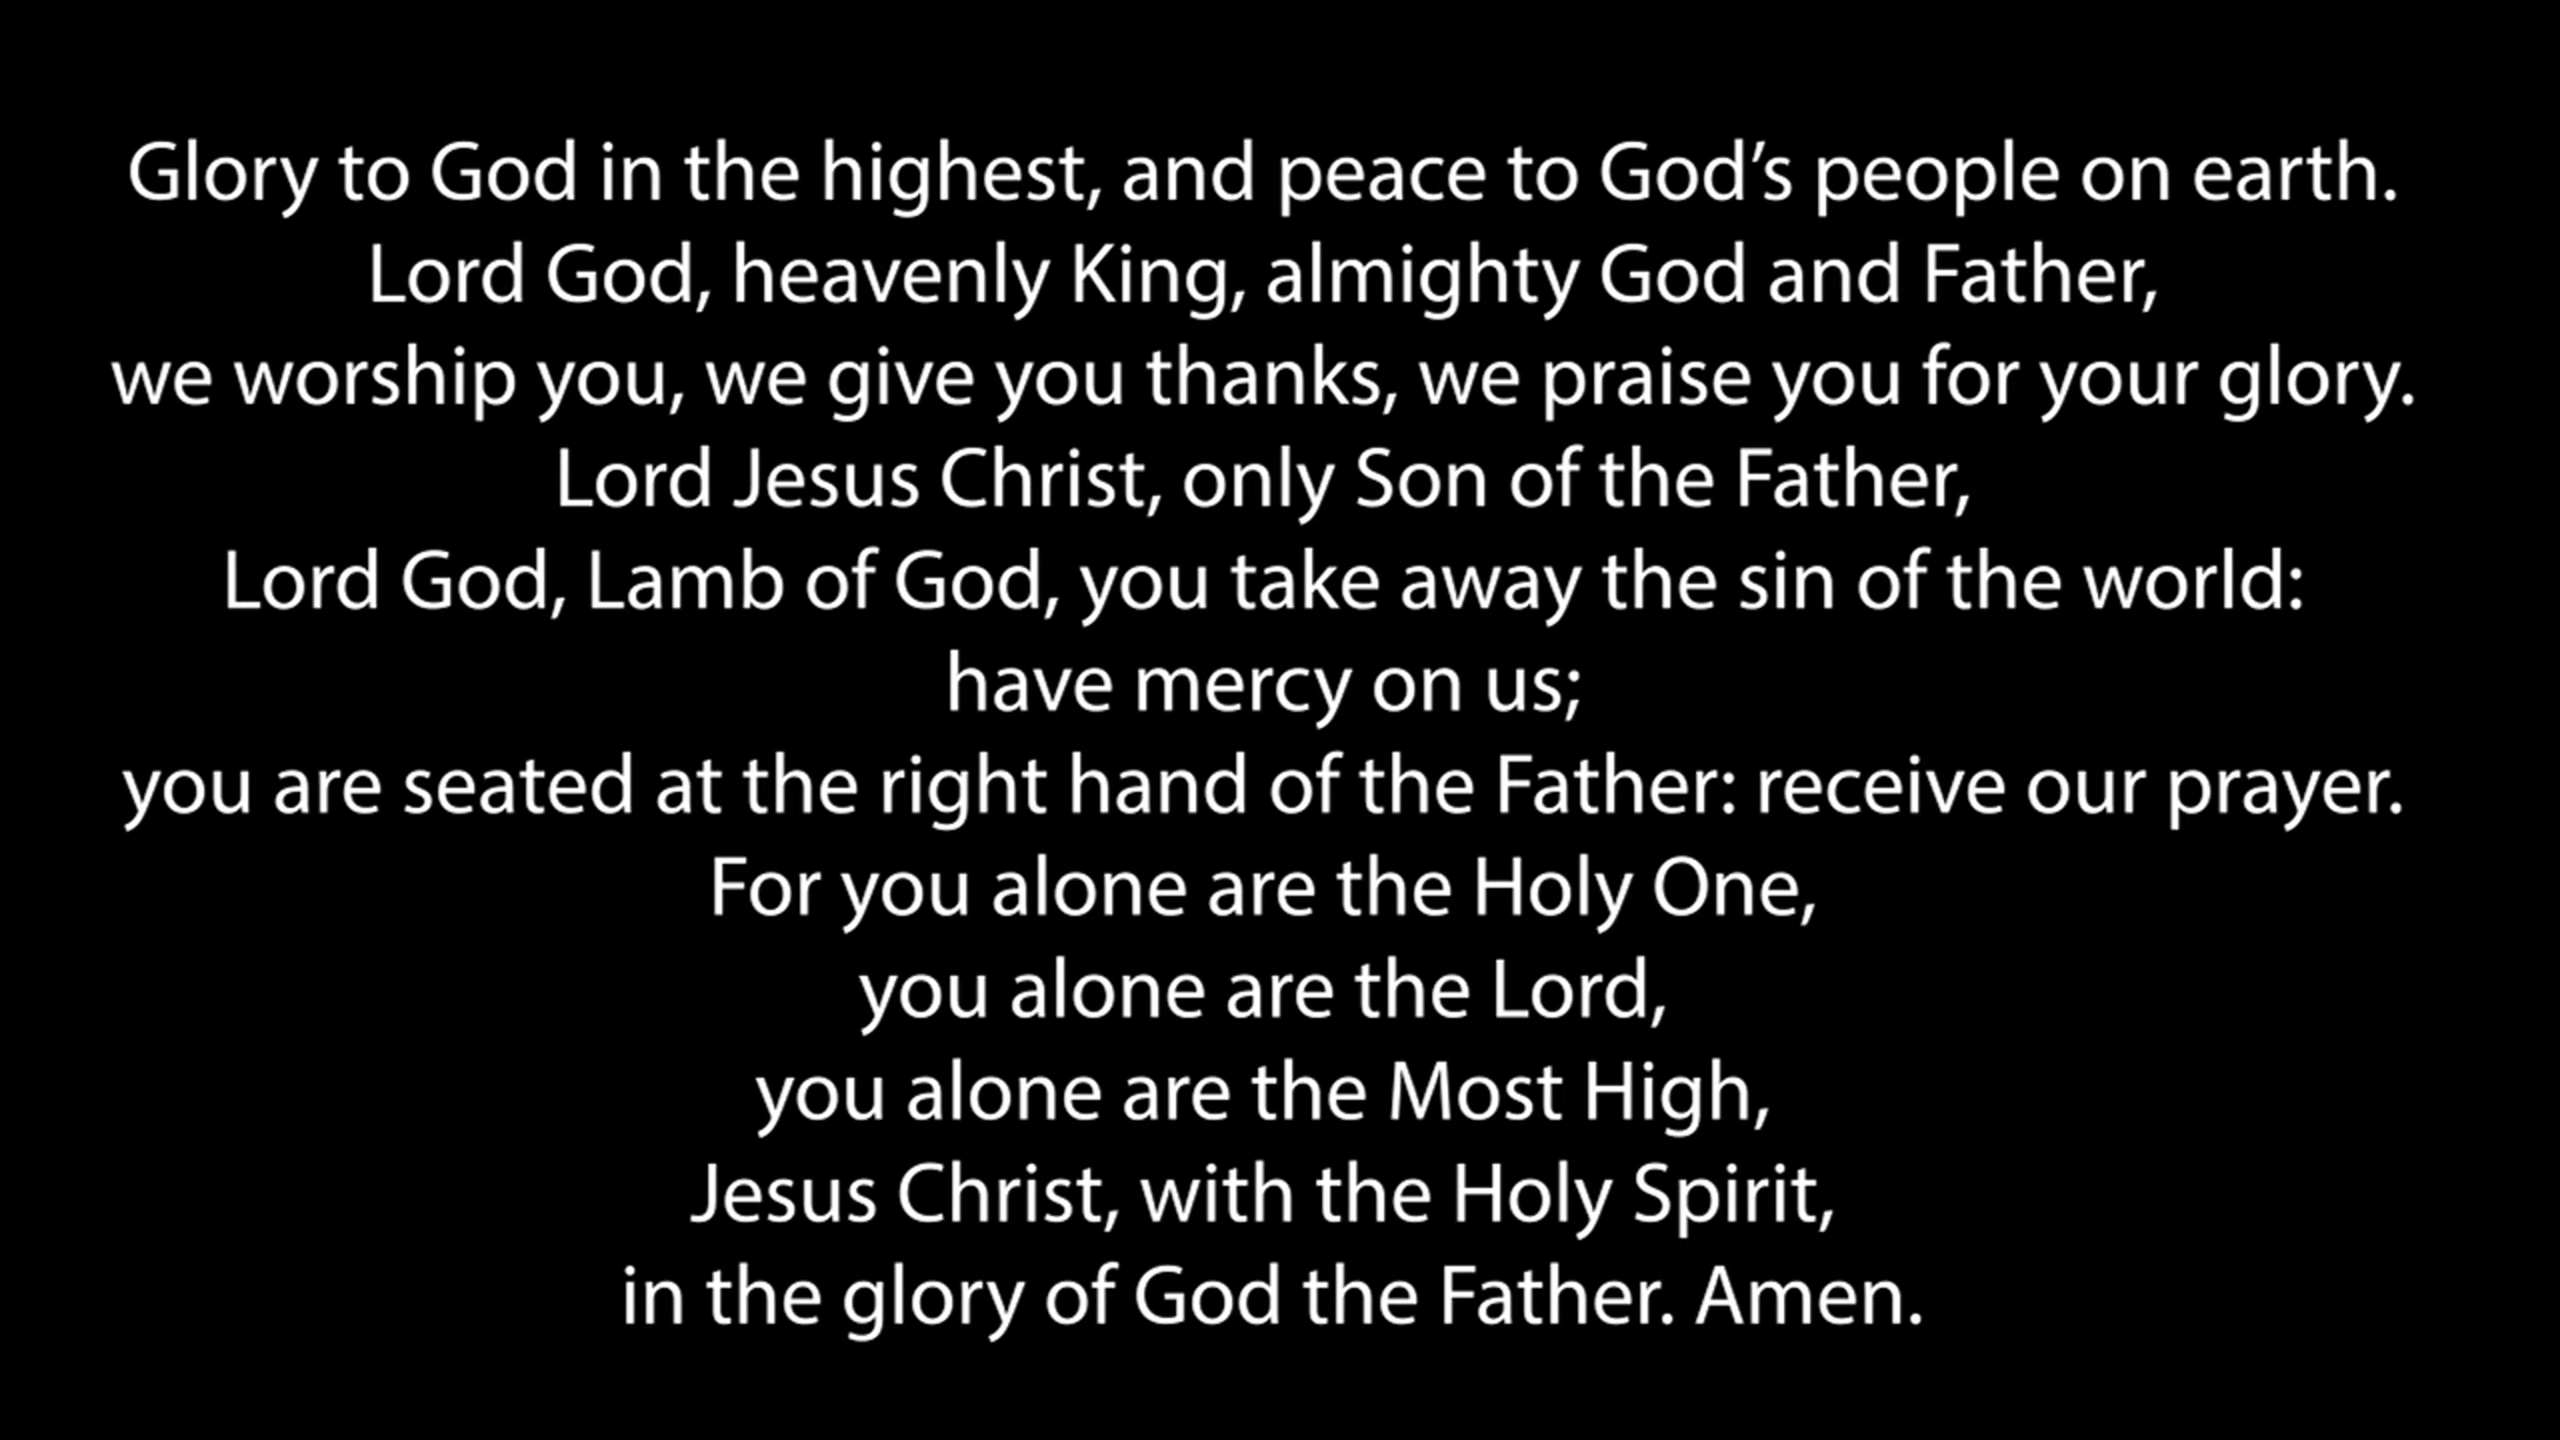 Glory to God in the highest, and peace to God’s people on earth.
Lord God, heavenly King, almighty God and Father,
we worship you, we give you thanks, we praise you for your glory.
Lord Jesus Christ, only Son of the Father,
Lord God, Lamb of God, you take away the sin of the world:
have mercy on us;
you are seated at the right hand of the Father: receive our prayer.
For you alone are the Holy One,
you alone are the Lord,
you alone are the Most High,
Jesus Christ, with the Holy Spirit,
in the glory of God the Father. Amen.